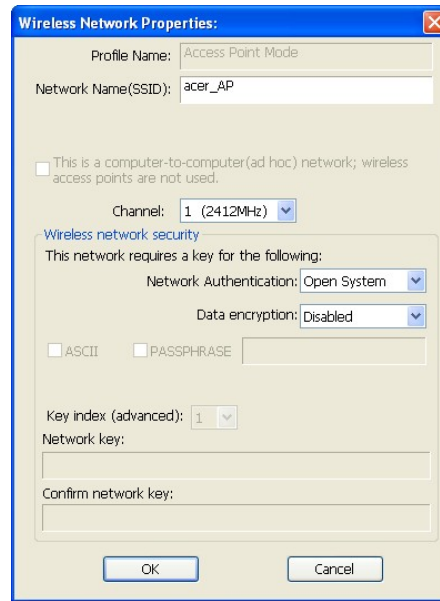 Wireless Network Properties:
Profile Name: Access Point Mode
Network Name(SSID): acer_AP
This is a computer-to-computer(ad hoc) network; wireless
access points are not used.
Channel: 1 (2412MHz)
Wireless network security
This network requires a key for the following:
Network Authentication: Open System
Data encryption: Disabled
ASCII PASSPHRASE
Key index (advanced): 1
Network key:
Confirm network key:
OK Cancel